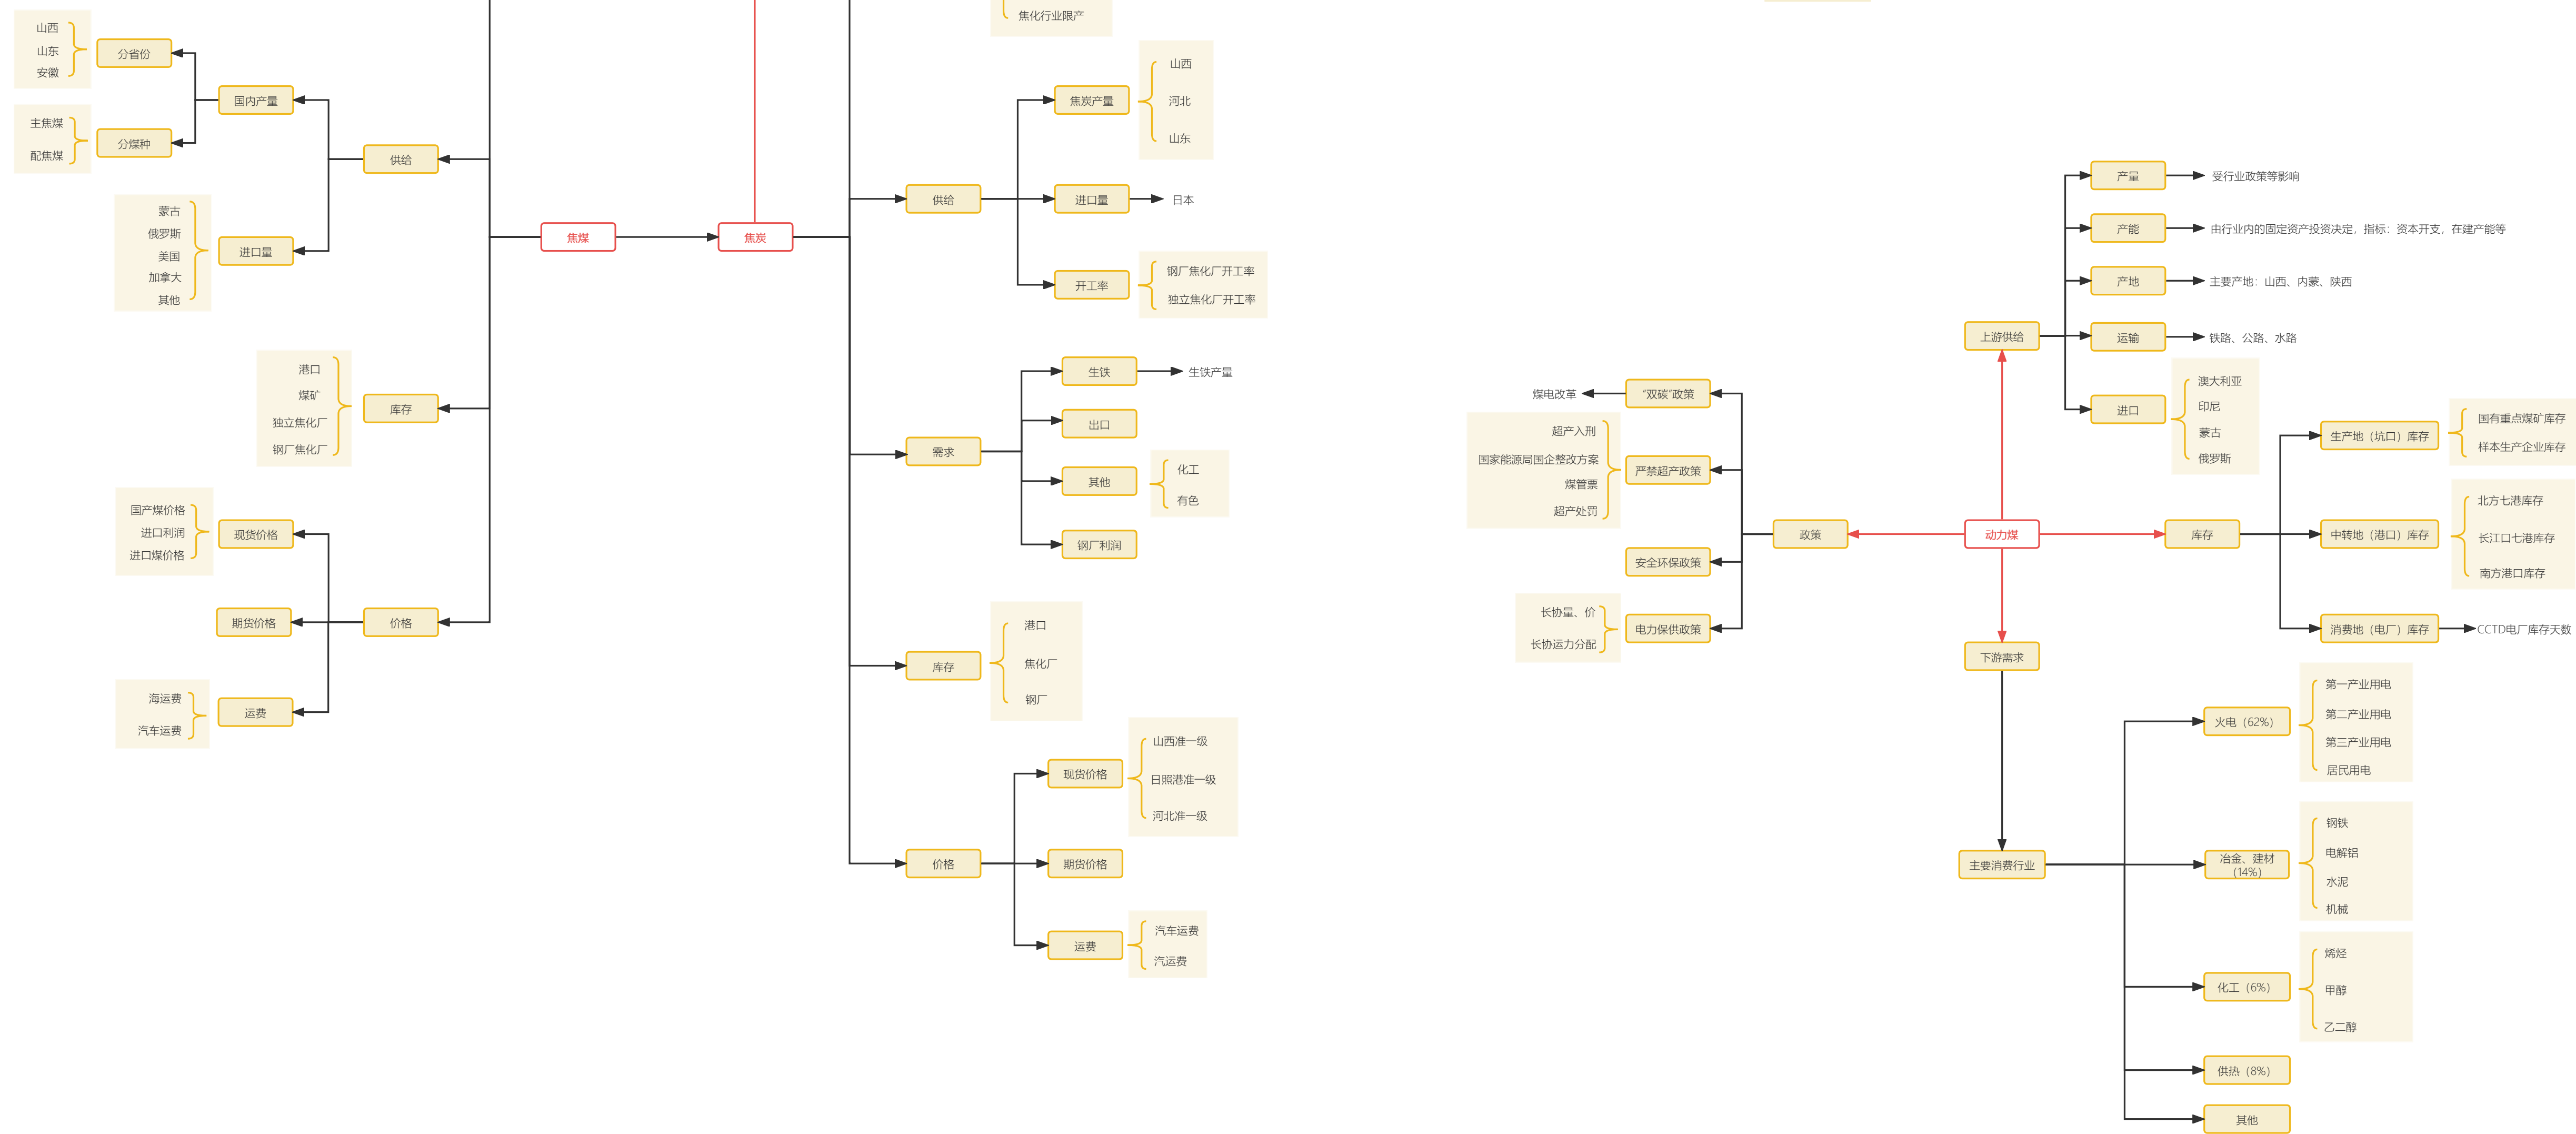 焦化行业限产
山西
山东
安徽
分省份
国内产量
主焦煤
配焦煤
分煤种
供给
蒙古
俄罗斯
美国
加拿大
其他
进口量
焦煤
港口
煤矿
独立焦化厂
钢厂焦化厂
库存
国产煤价格
进口利润
进口煤价格
现货价格
期货价格
价格
海运费
汽车运费
运费
焦炭
供给
焦炭产量
山西
河北
山东
进口量
日本
开工率
钢厂焦化厂开工率
独立焦化厂开工率
需求
生铁
生铁产量
出口
其他
化工
有色
钢厂利润
库存
港口
焦化厂
钢厂
价格
现货价格
山西准一级
日照港准一级
河北准一级
期货价格
运费
汽车运费
汽运费
动力煤
上游供给
产量
受行业政策等影响
产能
由行业内的固定资产投资决定，指标：资本开支，在建产能等
产地
主要产地：山西、内蒙、陕西
运输
铁路、公路、水路
进口
澳大利亚
印尼
蒙古
俄罗斯
政策
“双碳”政策
煤电改革
严禁超产政策
超产入刑
国家能源局国企整改方案
煤管票
超产处罚
安全环保政策
电力保供政策
长协量、价
长协运力分配
库存
生产地（坑口）库存
国有重点煤矿库存
样本生产企业库存
中转地（港口）库存
北方七港库存
长江口七港库存
南方港口库存
消费地（电厂）库存
CCTD电厂库存天数
下游需求
主要消费行业
火电（62%）
第一产业用电
第二产业用电
第三产业用电
居民用电
冶金、建材
（14%）
钢铁
电解铝
水泥
机械
化工（6%）
烯烃
甲醇
乙二醇
供热（8%）
其他